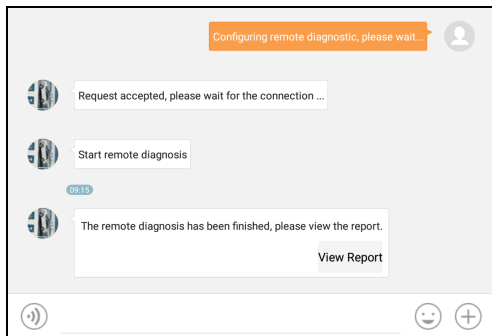 Configuring remote diagnostic, please wait...
Request accepted, please wait for the connection ...
Start remote diagnosis
09:15
The remote diagnosis has been finished, please view the report.
View Report